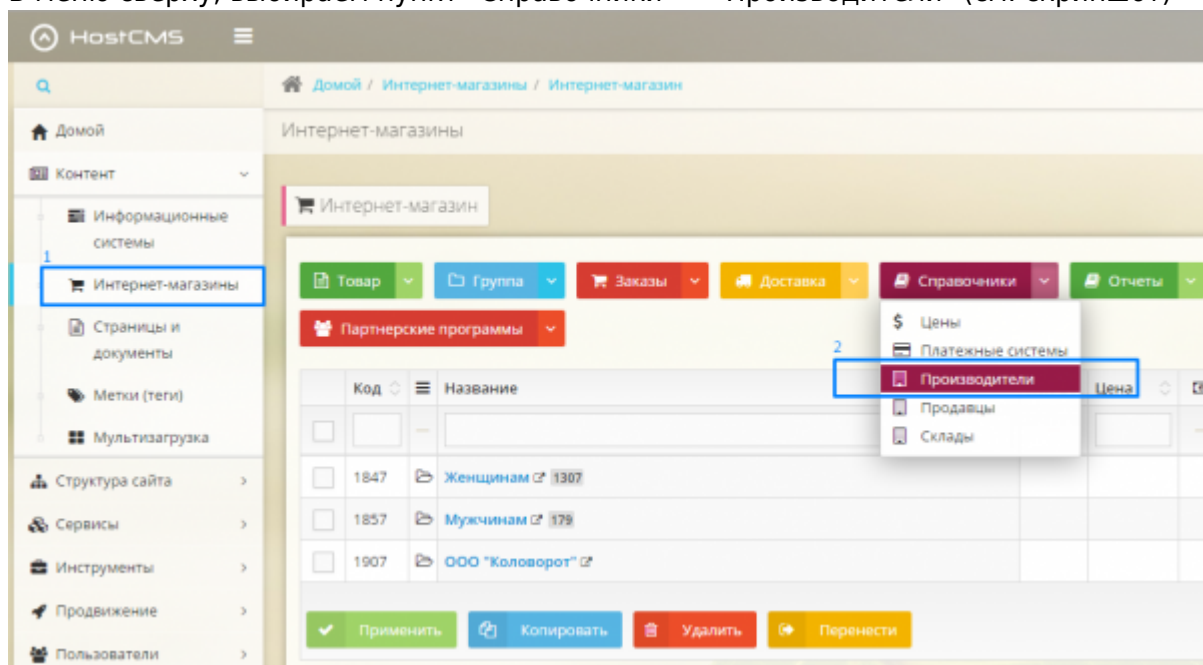 HostCMS
Домой / Интернет-магазины / Интернет-магазин
Домой
Интернет-магазины
Контент
Интернет-магазин
Информационные
системы
1
Интернет-магазины
Товар
Группа
Заказы
Доставка
Справочники
Отчеты
Страницы и
документы
Партнерские программы
$ Цены
2
Платежные системы
Метки (теги)
Код
Название
Производители
Цена
Продавцы
Мультизагрузка
Склады
Структура сайта
1847 Женщинам 1307
Сервисы
1857 Мужчинам 179
Инструменты
1907 ООО "Коловорот"
Продвижение
Применить
Копировать
Удалить
Перенести
Пользователи